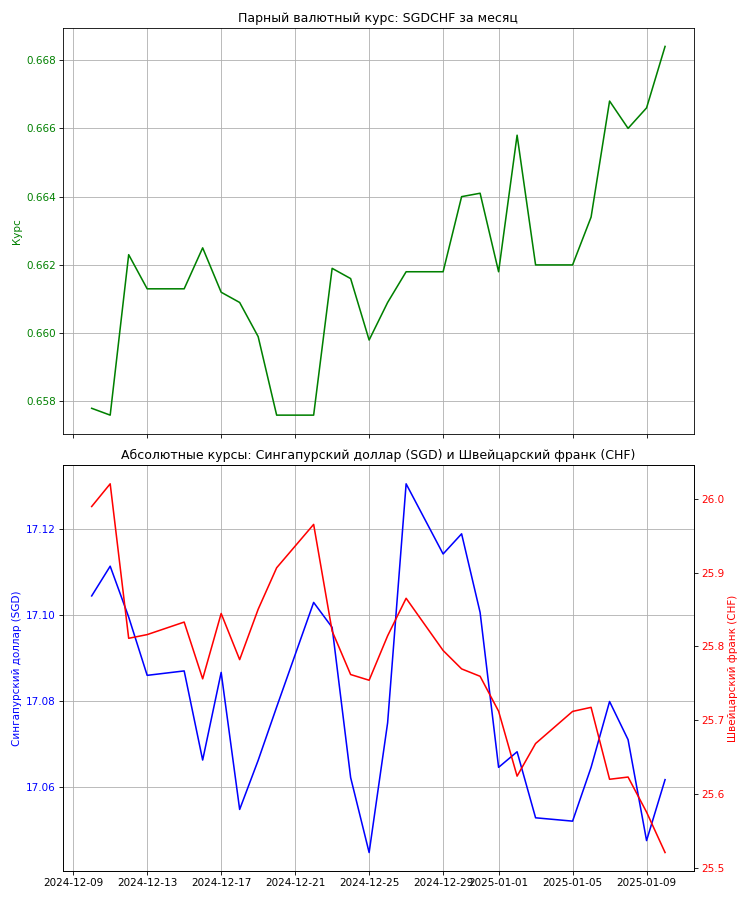 Парный валютный курс: SGDCHF за месяц
0.668
0.666
0.664
0.662
0.660
0.658
Курс
Абсолютные курсы: Сингапурский доллар (SGD) и Швейцарский франк (CHF)
17.12
17.10
17.08
17.06
Сингапурский доллар (SGD)
26.0
25.9
25.8
25.7
25.6
25.5
Швейцарский франк (CHF)
2024-12-09 2024-12-13 2024-12-17 2024-12-21 2024-12-25 2024-12-29 2025-01-01 2025-01-05 2025-01-09